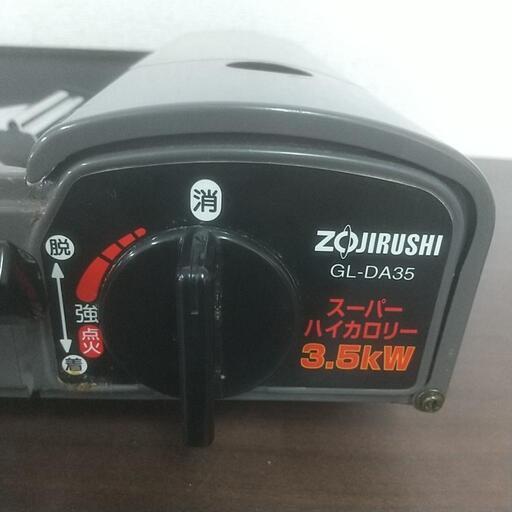 消
脱
強
点火
着
ZOJIRUSHI
GL-DA35
スーパー
ハイカロリー
3.5kW